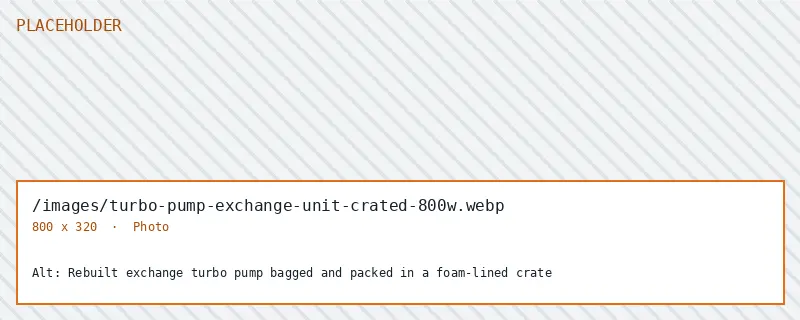 PLACEHOLDER
/images/turbo-pump-exchange-unit-crated-800w.webp
800 x 320 · Photo
Alt: Rebuilt exchange turbo pump bagged and packed in a foam-lined crate